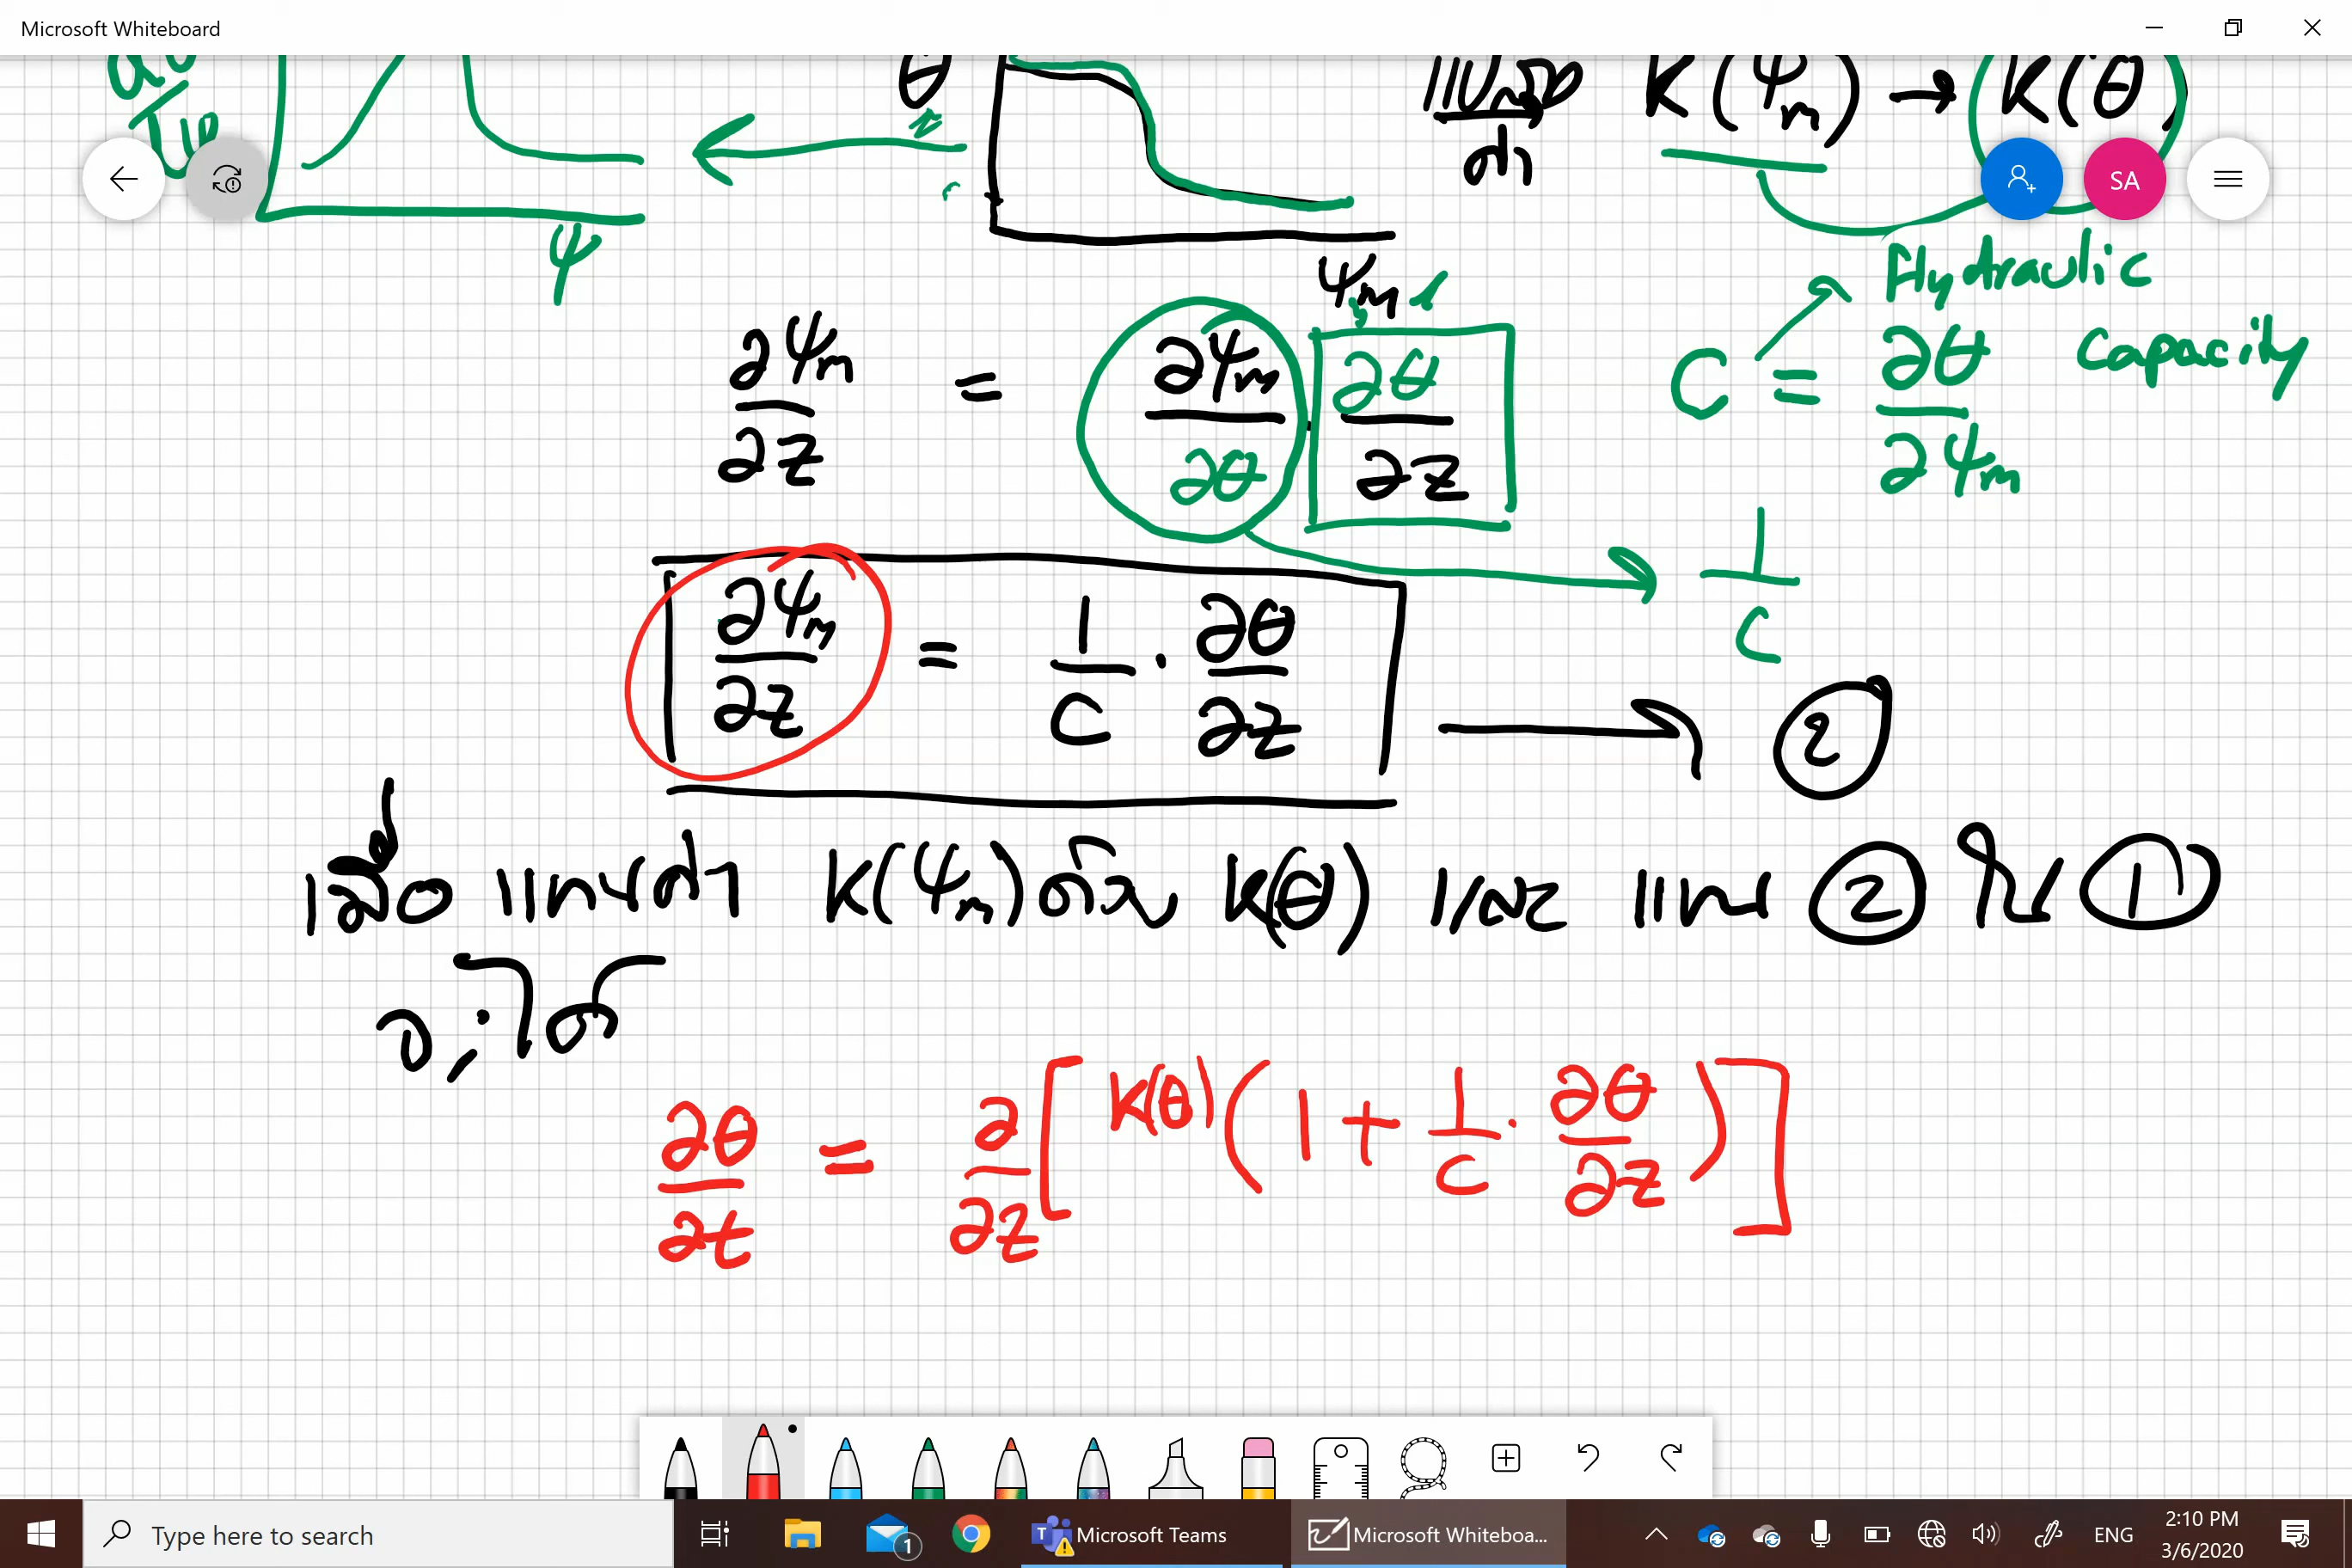 Microsoft Whiteboard
θ
แทนค่า K(ψm) → K(θ)
SA
ψ
ψm
Hydraulic capacity
∂ψm/∂z = ∂ψm/∂θ · ∂θ/∂z
C ≡ ∂θ/∂ψm
1/C
∂ψm/∂z = 1/C · ∂θ/∂z → ②
เมื่อ แทนค่า K(ψm) ด้วย K(θ) และ แทน ② ใน ①
จะได้
∂θ/∂t = ∂/∂z [K(θ)(1 + 1/C · ∂θ/∂z)]
Type here to search
1
Microsoft Teams
Microsoft Whiteboa...
ENG
2:10 PM
3/6/2020